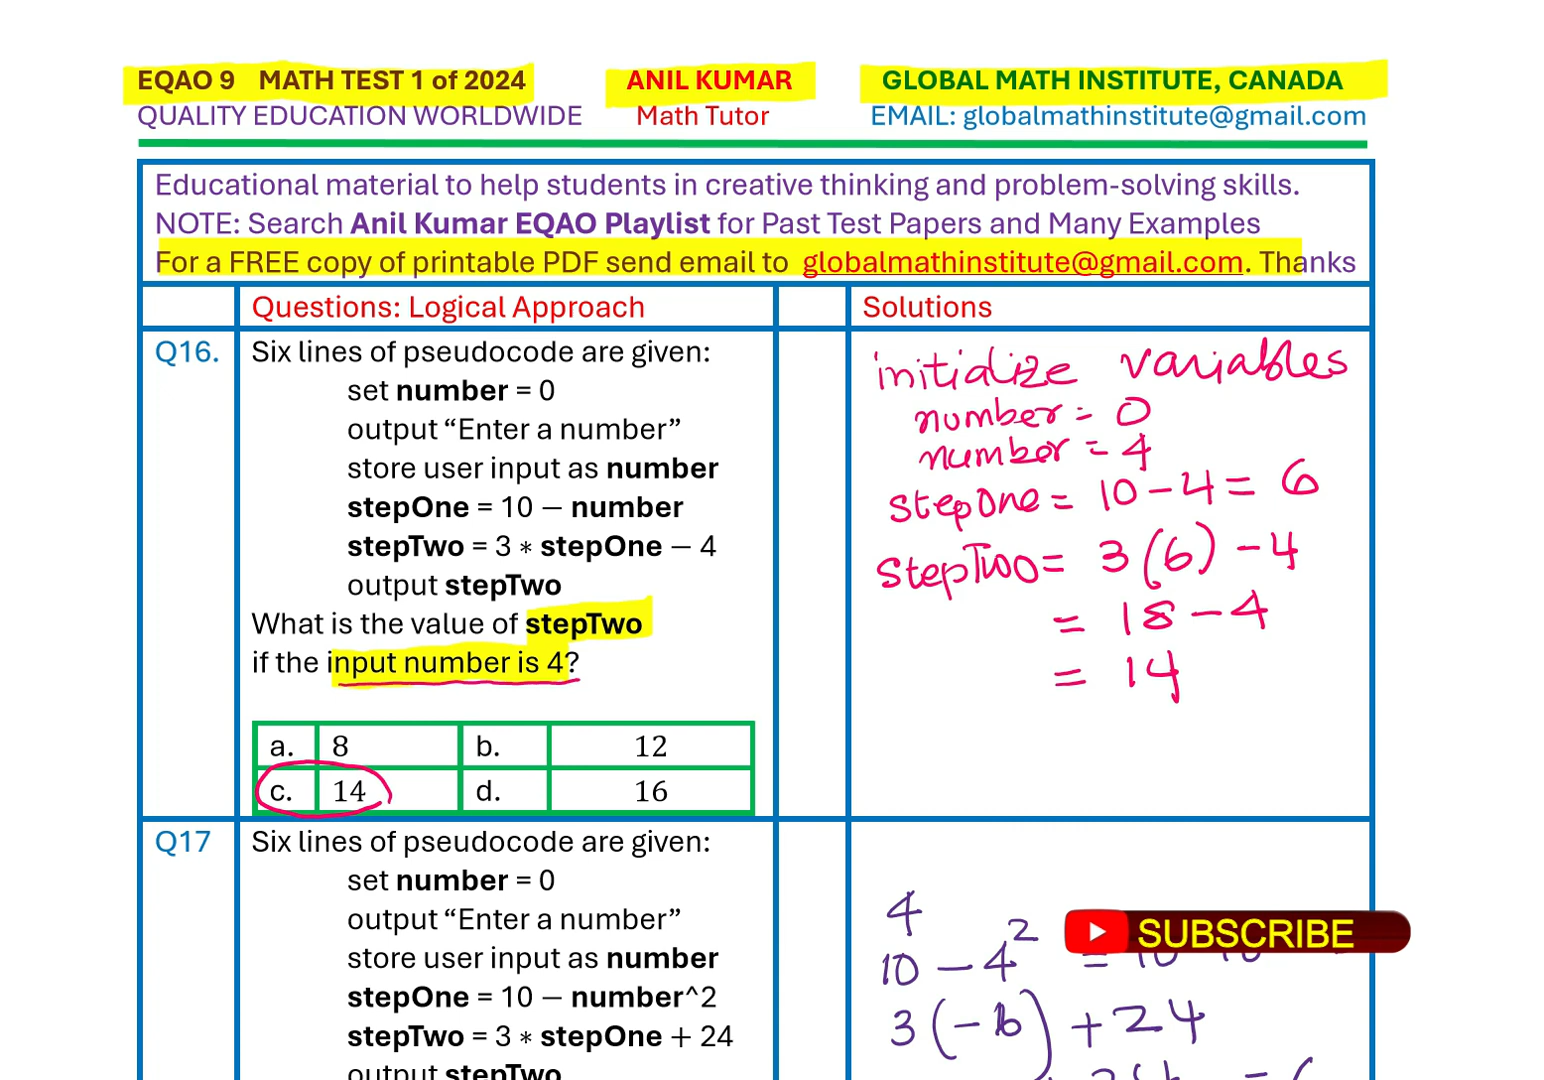 EQAO 9 MATH TEST 1 of 2024 ANIL KUMAR GLOBAL MATH INSTITUTE, CANADA
QUALITY EDUCATION WORLDWIDE Math Tutor EMAIL: globalmathinstitute@gmail.com
Educational material to help students in creative thinking and problem-solving skills.
NOTE: Search Anil Kumar EQAO Playlist for Past Test Papers and Many Examples
For a FREE copy of printable PDF send email to globalmathinstitute@gmail.com. Thanks
Questions: Logical Approach Solutions
Q16. Six lines of pseudocode are given:
set number = 0
output “Enter a number”
store user input as number
stepOne = 10 – number
stepTwo = 3 * stepOne – 4
output stepTwo
What is the value of stepTwo
if the input number is 4?
a. 8 b. 12
c. 14 d. 16
initialize variables
number = 0
number = 4
stepOne = 10 - 4 = 6
stepTwo = 3 (6) - 4
= 18 - 4
= 14
Q17 Six lines of pseudocode are given:
set number = 0
output “Enter a number”
store user input as number
stepOne = 10 – number^2
stepTwo = 3 * stepOne + 24
output stepTwo
4
10 - 4² =
3 (-6) + 24
SUBSCRIBE